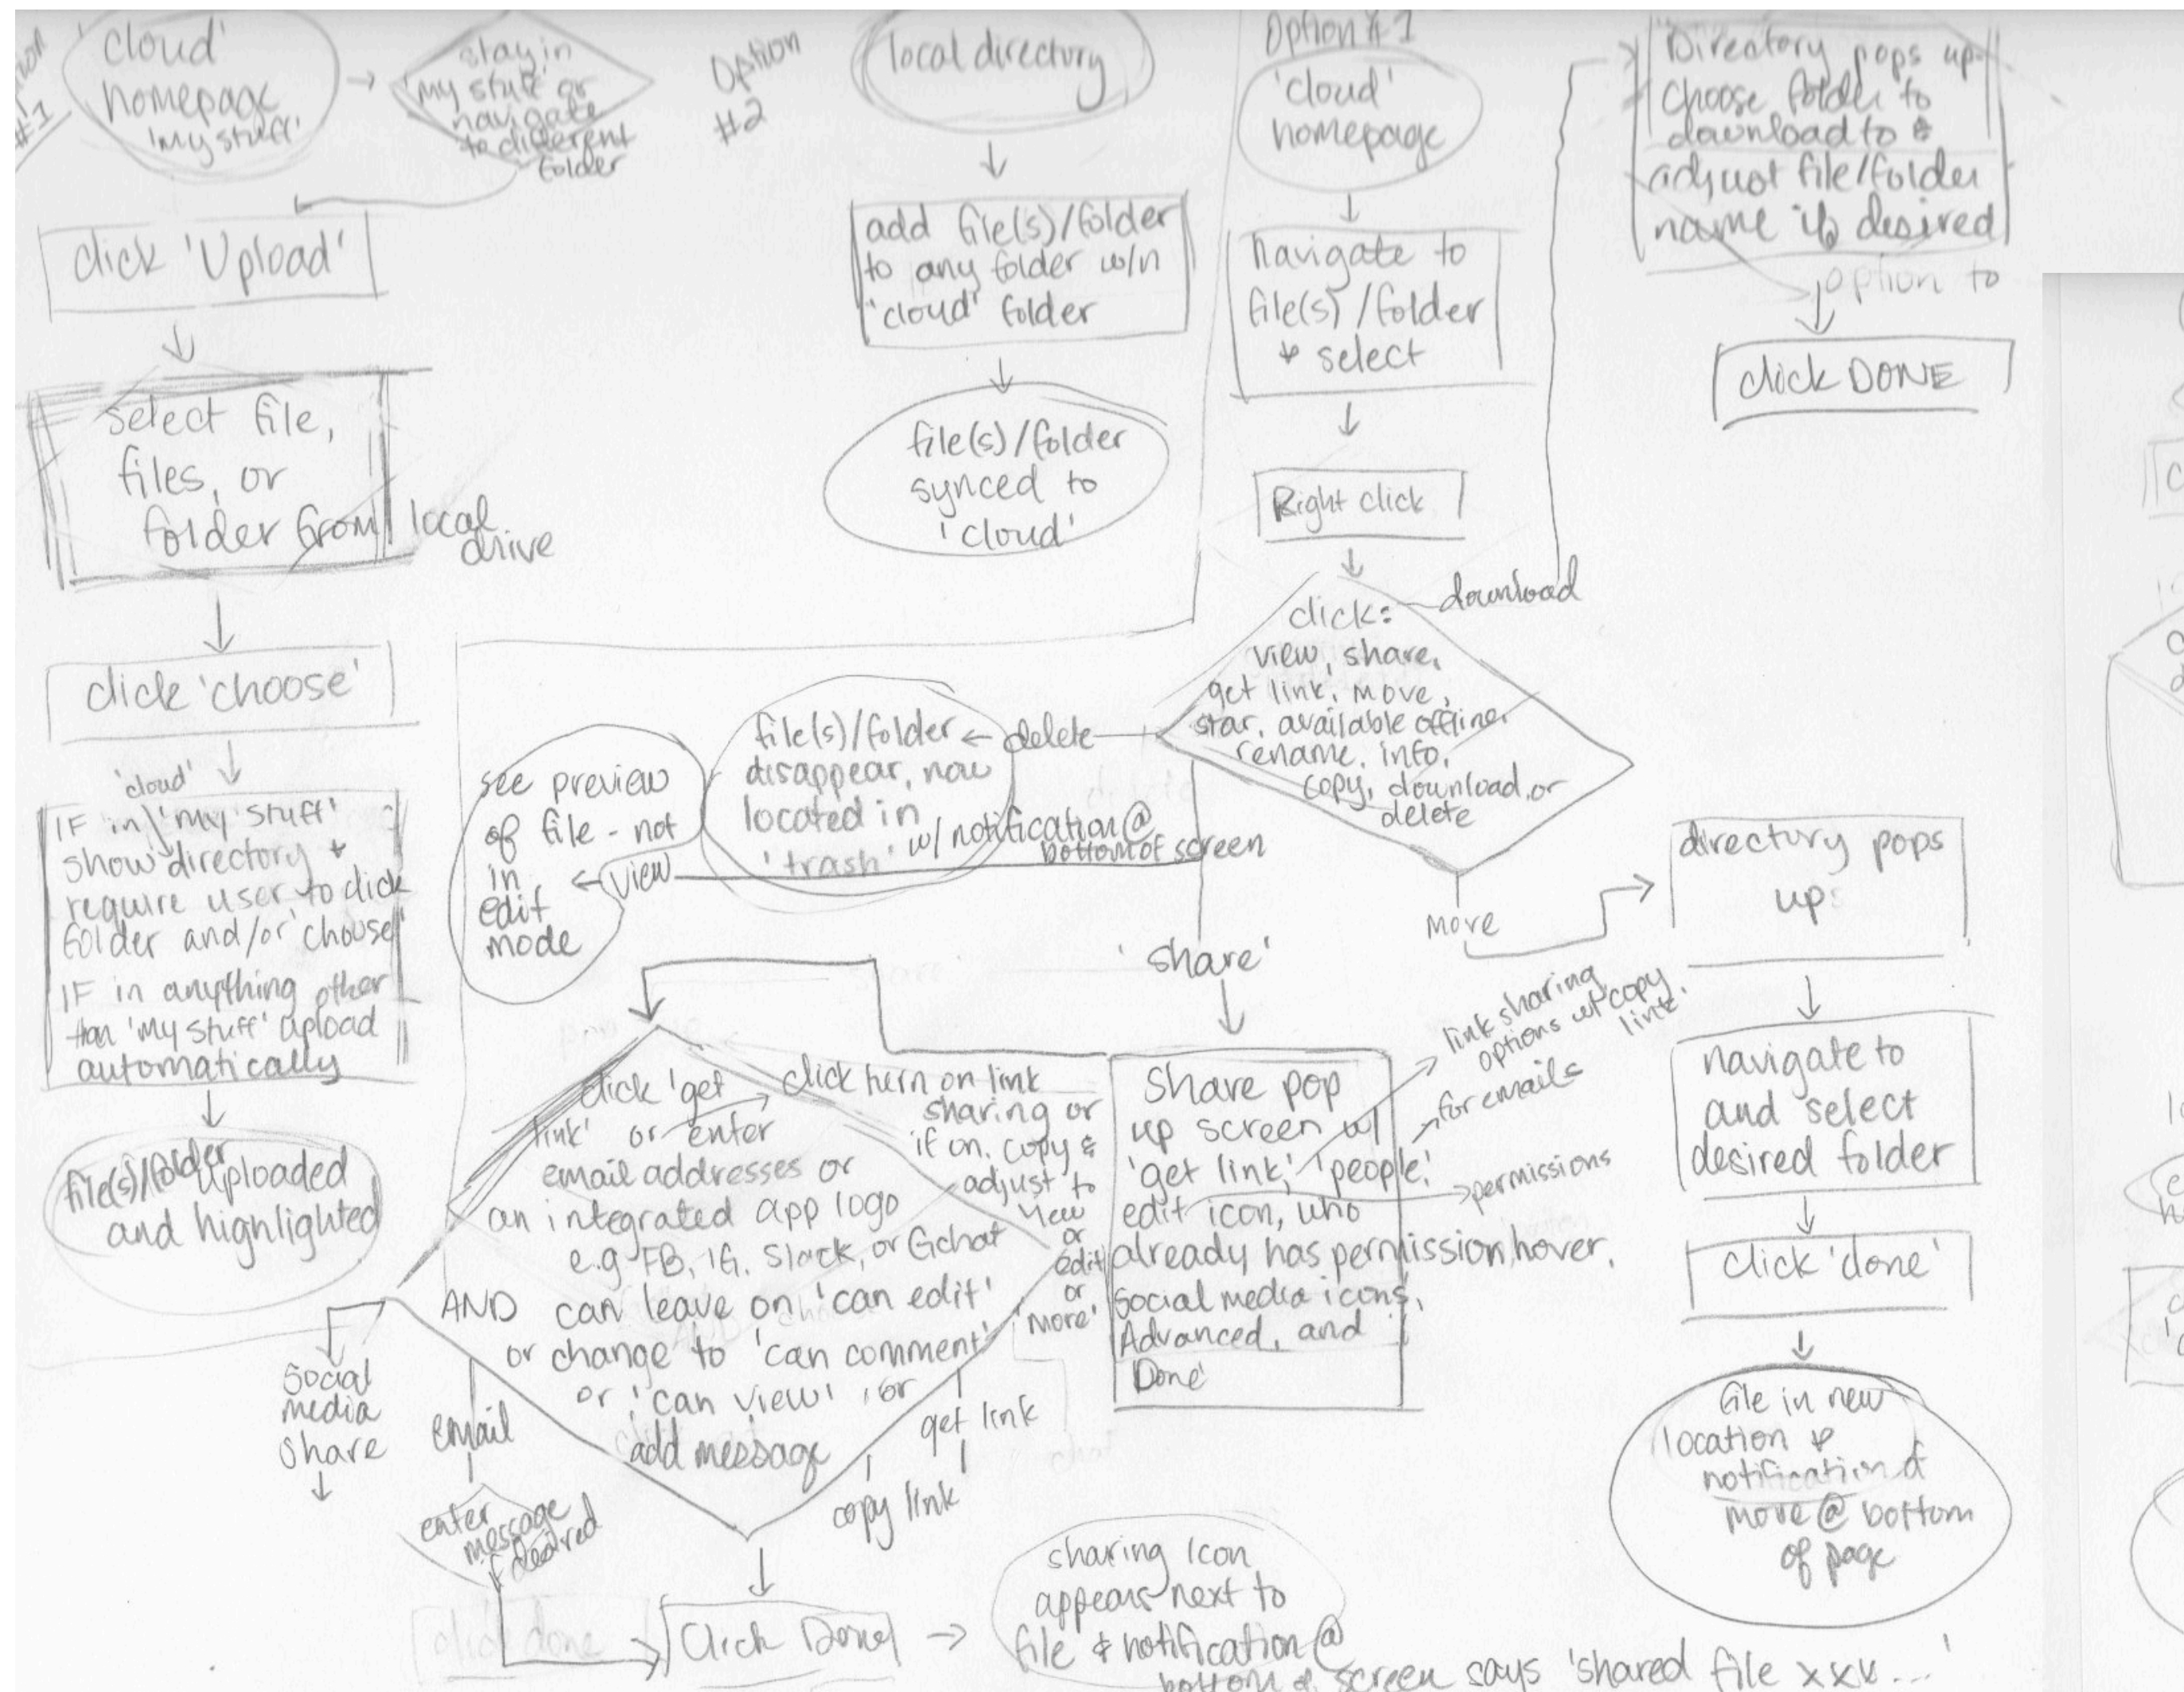 #1
'cloud'
homepage
'my stuff'
stay in
'my stuff' or
navigate
to different
folder
click 'Upload'
select file,
files, or
folder from local
drive
click 'choose'
'cloud'
IF in 'my stuff'
show directory &
require user to click
folder and/or 'choose'
IF in anything other
than 'my stuff' upload
automatically
file(s)/folder uploaded
and highlighted
Option
#2
local directory
add file(s)/folder
to any folder w/n
'cloud' folder
file(s)/folder
synced to
'cloud'
Option #1
'cloud'
homepage
navigate to
file(s)/folder
& select
Right click
click:
view, share,
get link, move,
star, available offline,
rename, info,
copy, download, or
delete
download
Directory pops up
choose folder to
download to &
adjust file/folder
name if desired
option to
click DONE
delete
file(s)/folder
disappear, now
located in
'trash' w/ notification @
bottom of screen
view
see preview
of file - not
in
edit
mode
move
directory pops
up
navigate to
and select
desired folder
click 'done'
file in new
location &
notification of
move @ bottom
of page
'share'
share pop
up screen w/
'get link,' 'people,'
edit icon, who
already has permission hover,
social media icons,
Advanced, and
'Done'
link sharing
options w/ copy
link.
for emails
permissions
click 'get
link' or enter
email addresses or
an integrated app logo
e.g FB, IG, Slack, or Gchat
AND can leave on 'can edit'
or change to 'can comment'
or 'can view', or
add message
click turn on link
sharing or
if on, copy &
adjust to
view
or
edit
or
'more'
social
media
share
email
enter
message
if desired
copy link
get link
click done
Click Done
sharing icon
appears next to
file & notification @
bottom of screen says 'shared file xxx...'